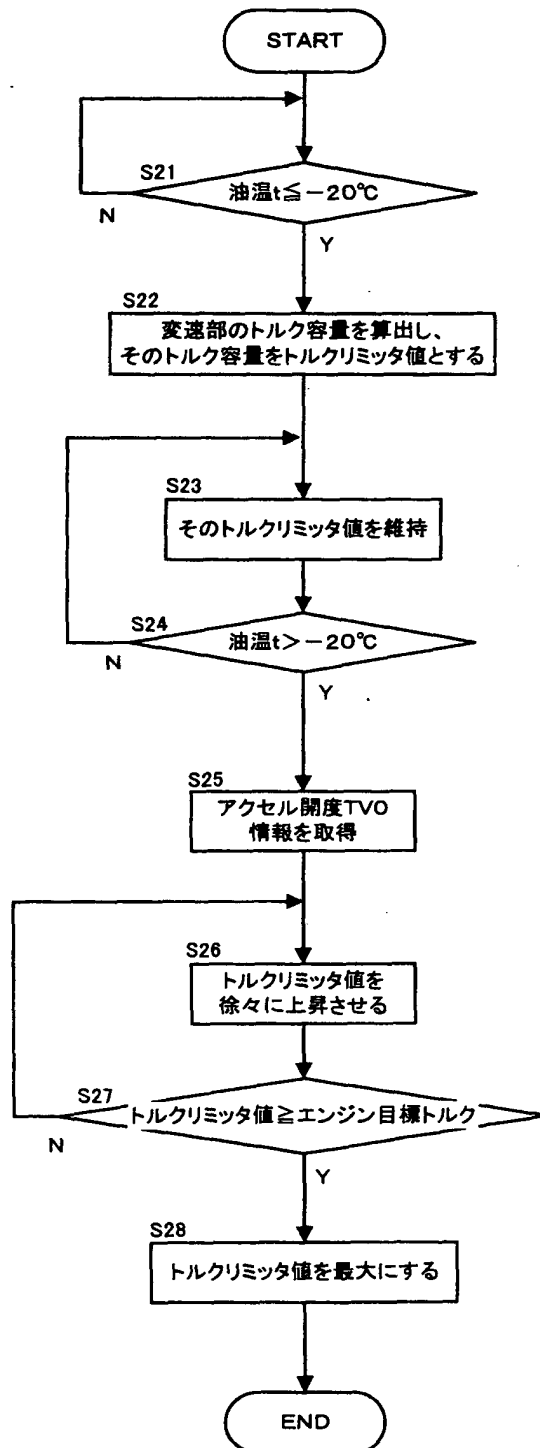 START
S21
油温t≦-20℃
N
Y
S22
変速部のトルク容量を算出し、
そのトルク容量をトルクリミッタ値とする
S23
そのトルクリミッタ値を維持
S24
油温t>-20℃
N
Y
S25
アクセル開度TVO
情報を取得
S26
トルクリミッタ値を
徐々に上昇させる
S27
トルクリミッタ値≧エンジン目標トルク
N
Y
S28
トルクリミッタ値を最大にする
END